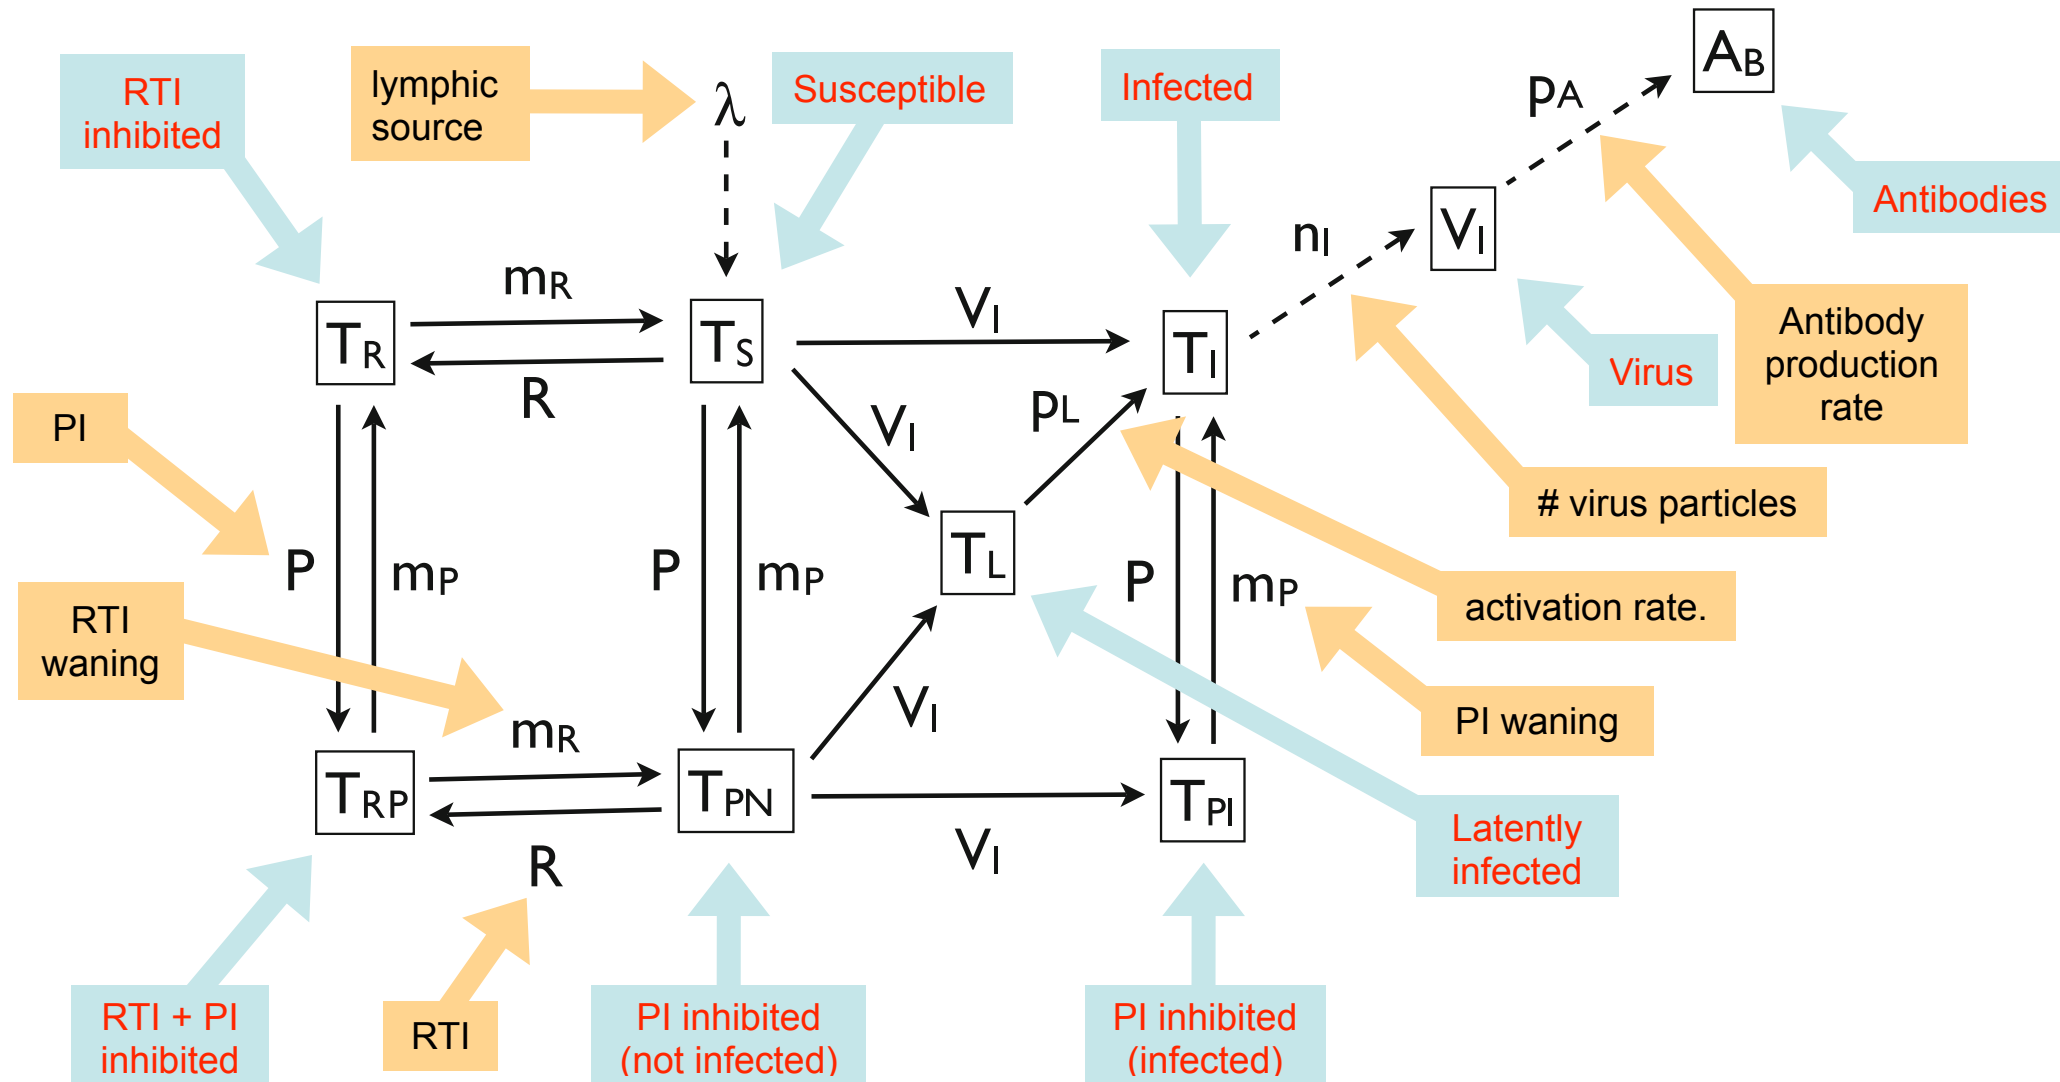 AB
RTI
inhibited
lymphic
source
λ
Susceptible
Infected
pA
Antibodies
nI
VI
mR
VI
Antibody
production
rate
TR
TS
TI
Virus
R
PI
VI
pL
# virus particles
P
mP
P
mP
TL
P
mP
activation rate.
RTI
waning
VI
PI waning
mR
TRP
TPN
TPI
VI
Latently
infected
R
RTI + PI
inhibited
RTI
PI inhibited
(not infected)
PI inhibited
(infected)